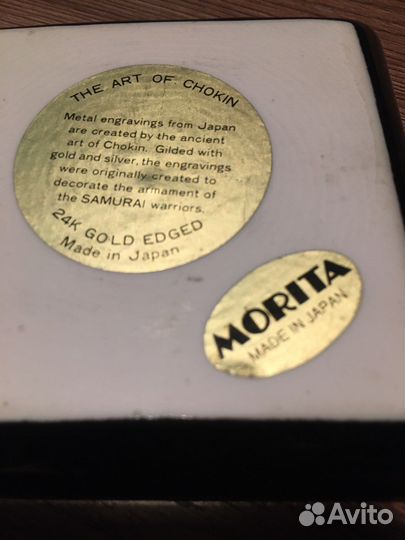 THE ART OF CHOKIN
Metal engravings from Japan
are created by the ancient
art of Chokin. Gilded with
gold and silver, the engravings
were originally created to
decorate the armament of
the SAMURAI warriors.
24K GOLD EDGED
Made in Japan
MORITA
MADE IN JAPAN
Avito